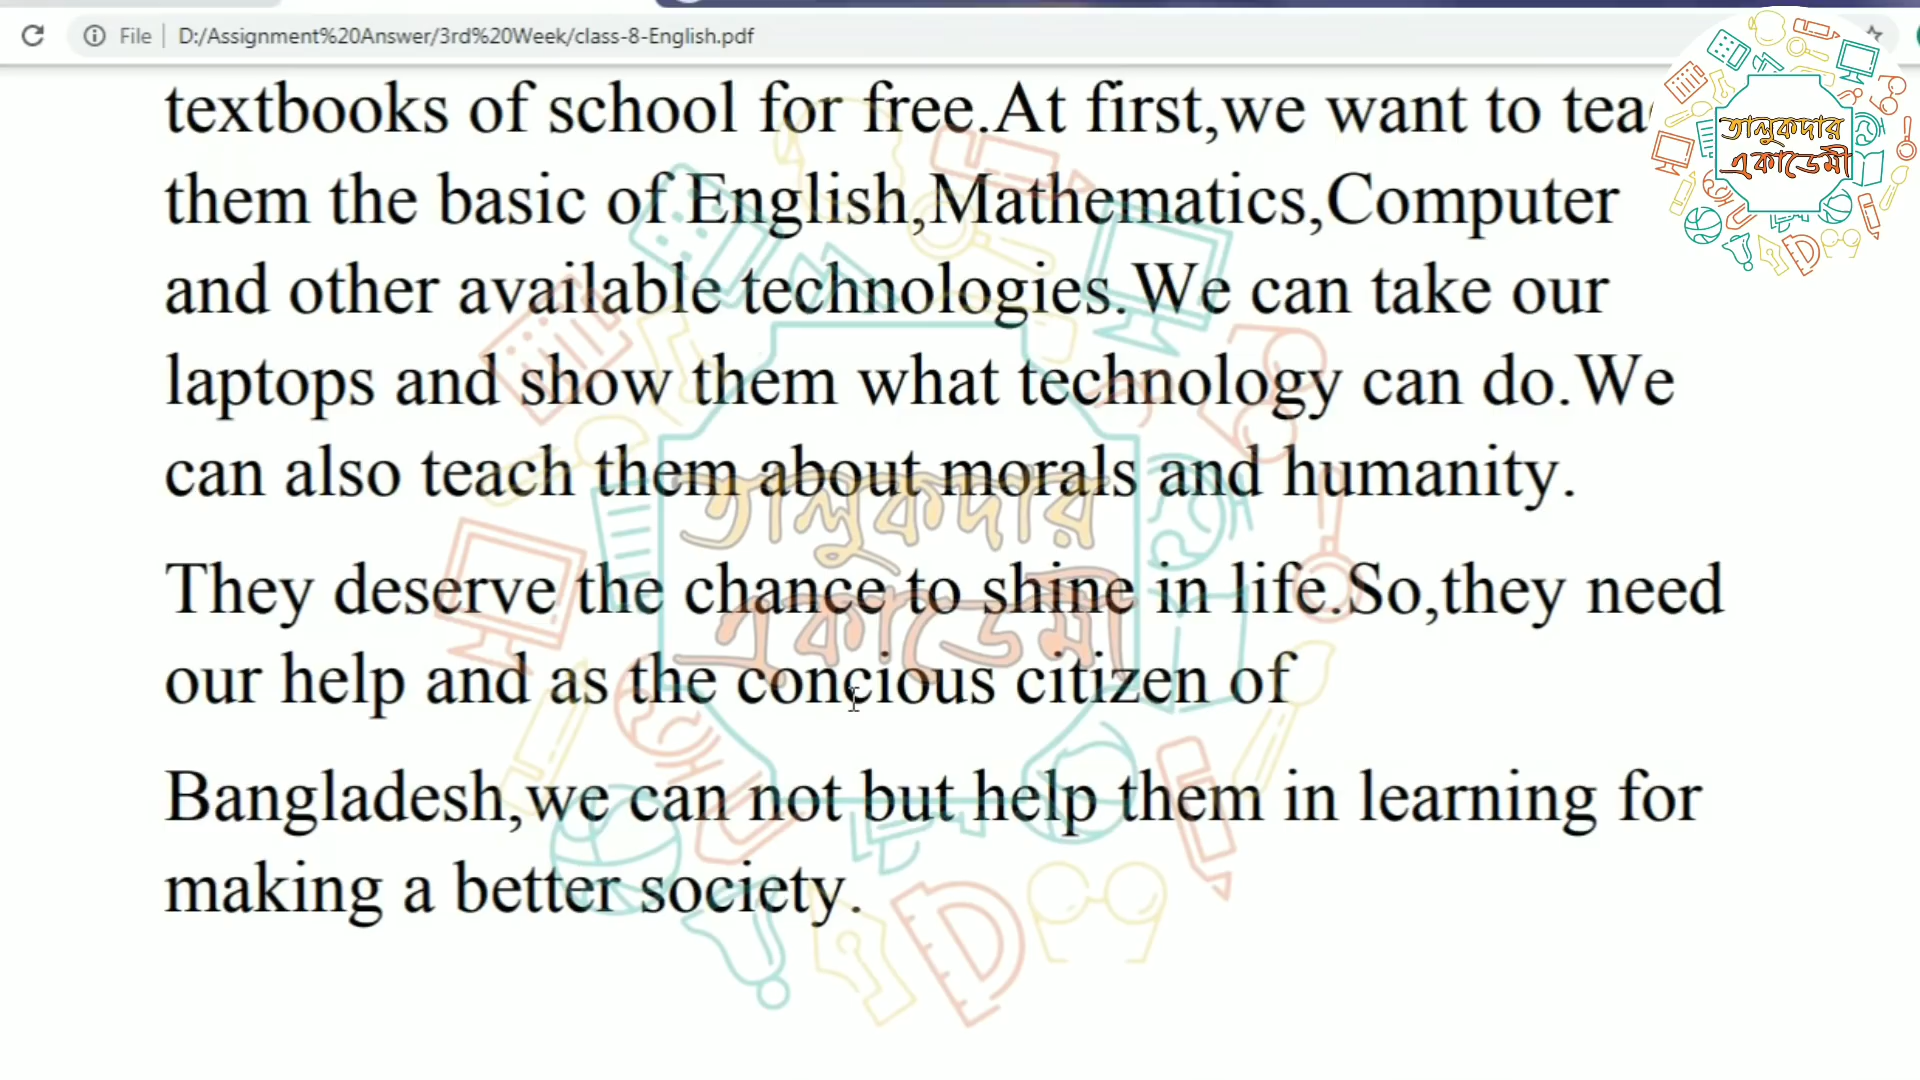 File D:/Assignment%20Answer/3rd%20Week/class-8-English.pdf
textbooks of school for free.At first,we want to
them the basic of English,Mathematics,Computer
and other available technologies.We can take our
laptops and show them what technology can do.We
can also teach them about morals and humanity.
They deserve the chance to shine in life.So,they need
our help and as the concious citizen of
Bangladesh,we can not but help them in learning for
making a better society.
তালুকদার
একাডেমী
তালুকদার
একাডেমী